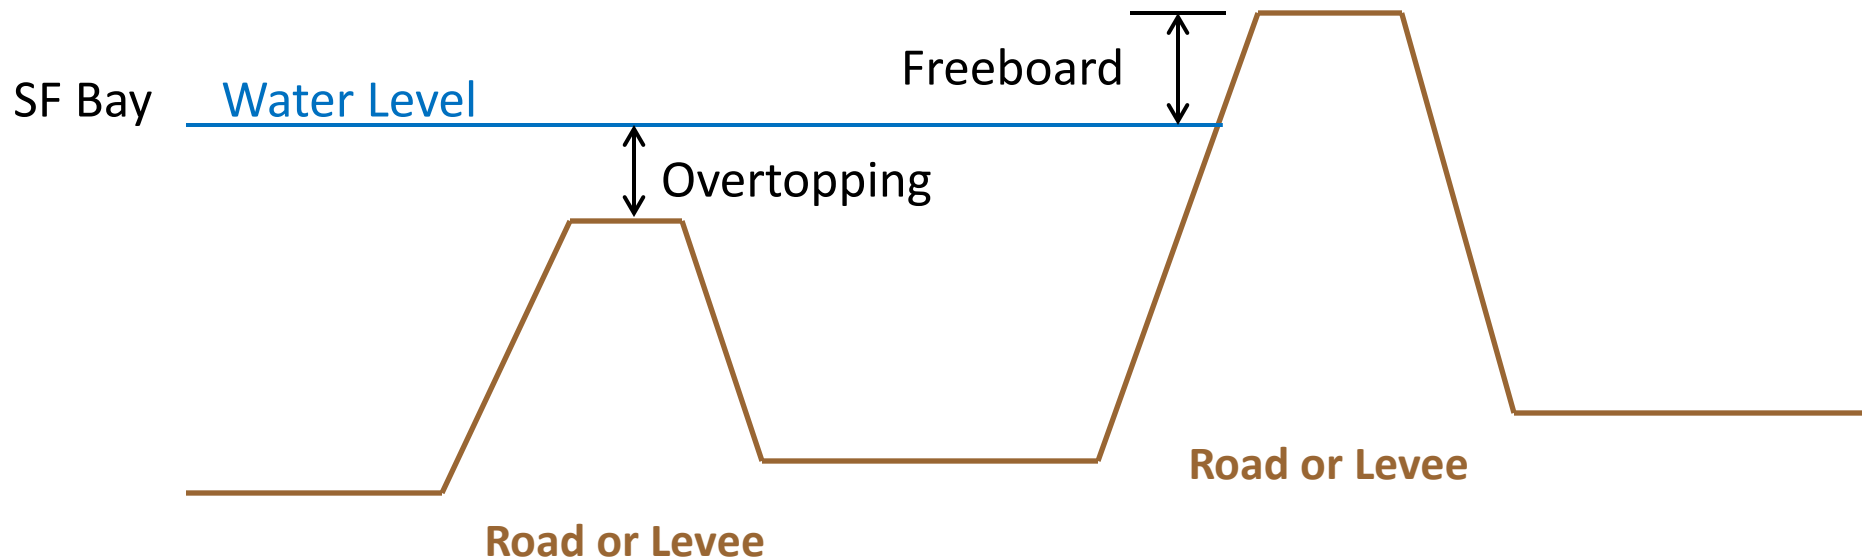 Freeboard
SF Bay
Water Level
Overtopping
Road or Levee
Road or Levee